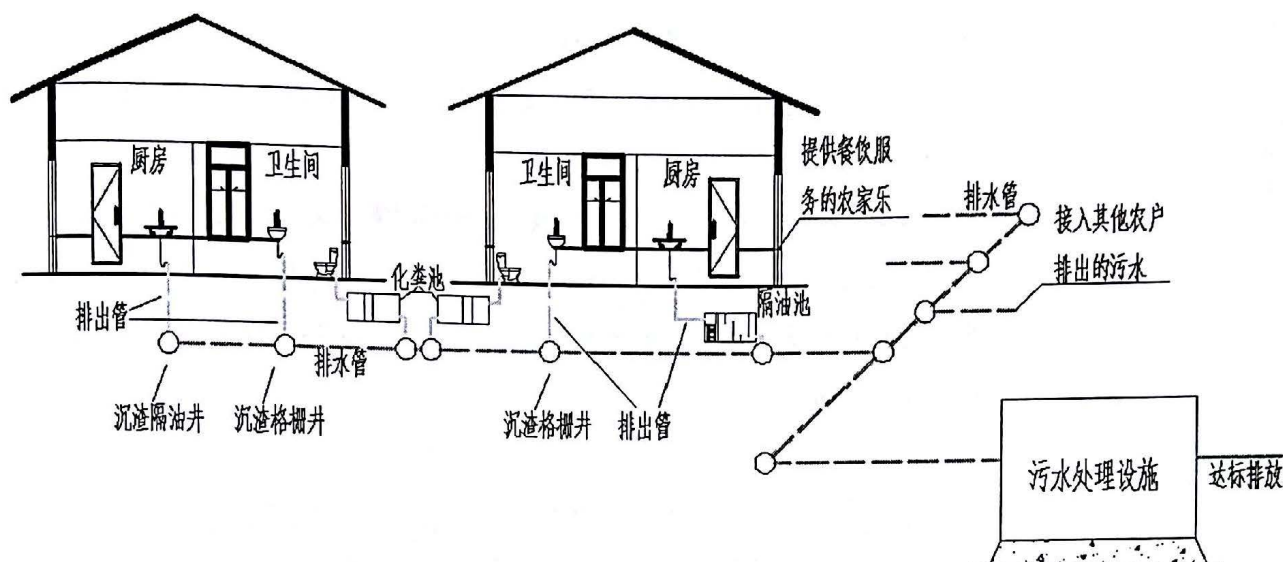 厨房
卫生间
卫生间
厨房
提供餐饮服
务的农家乐
排水管
接入其他农户
排出的污水
化粪池
隔油池
排出管
排水管
沉渣隔油井
沉渣格栅井
沉渣格栅井
排出管
污水处理设施
达标排放